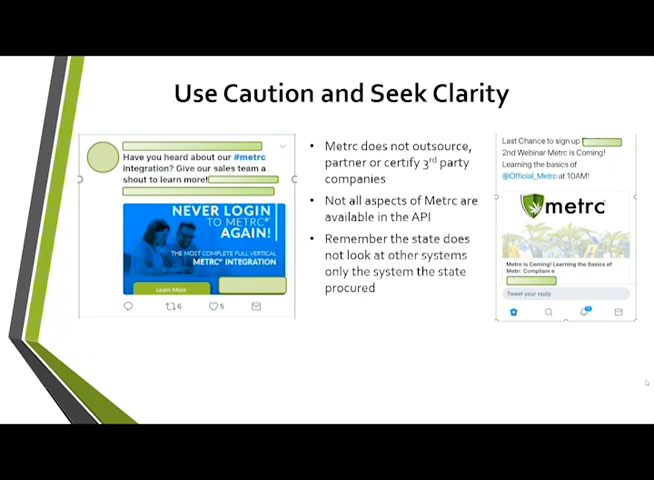 Use Caution and Seek Clarity
Have you heard about our #metrc
integration? Give our sales team a
shout to learn more!
NEVER LOGIN
TO METRC®
AGAIN!
THE MOST COMPLETE FULL VERTICAL
METRC® INTEGRATION
Learn More
6
5
• Metrc does not outsource,
partner or certify 3rd party
companies
• Not all aspects of Metrc are
available in the API
• Remember the state does
not look at other systems
only the system the state
procured
Last Chance to sign up
2nd Webinar Metrc is Coming!
Learning the basics of
@Official_Metrc at 10AM!
metrc
Metrc is Coming! Learning the Basics of
Metrc Compliance
Tweet your reply